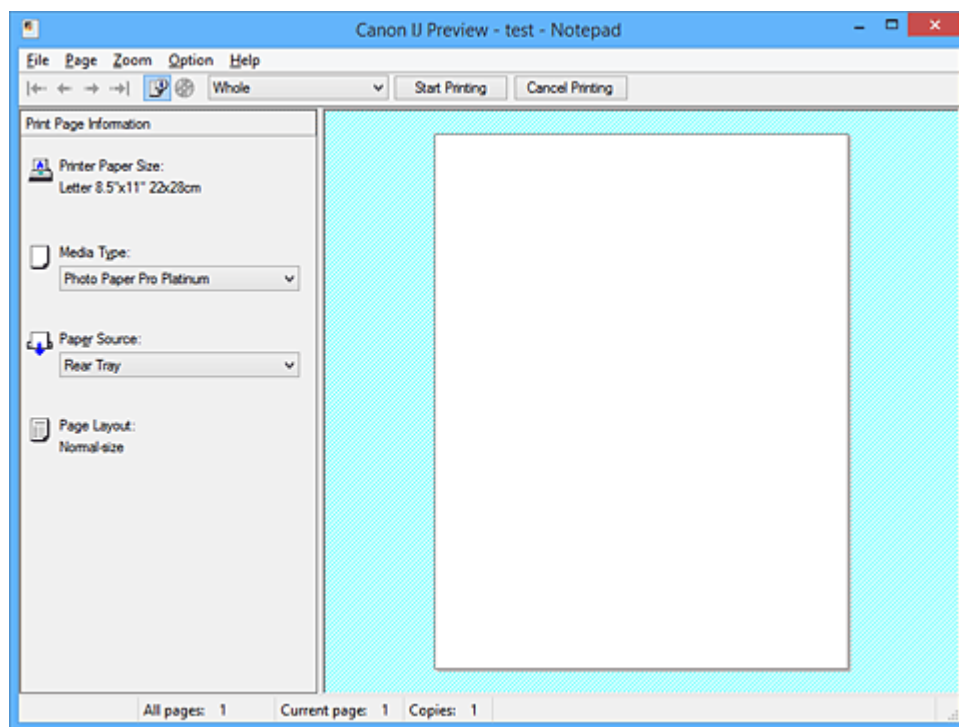 Canon IJ Preview - test - Notepad
File Page Zoom Option Help
Whole Start Printing Cancel Printing
Print Page Information
Printer Paper Size:
Letter 8.5"x11" 22x28cm
Media Type:
Photo Paper Pro Platinum
Paper Source:
Rear Tray
Page Layout:
Normal-size
All pages: 1 Current page: 1 Copies: 1